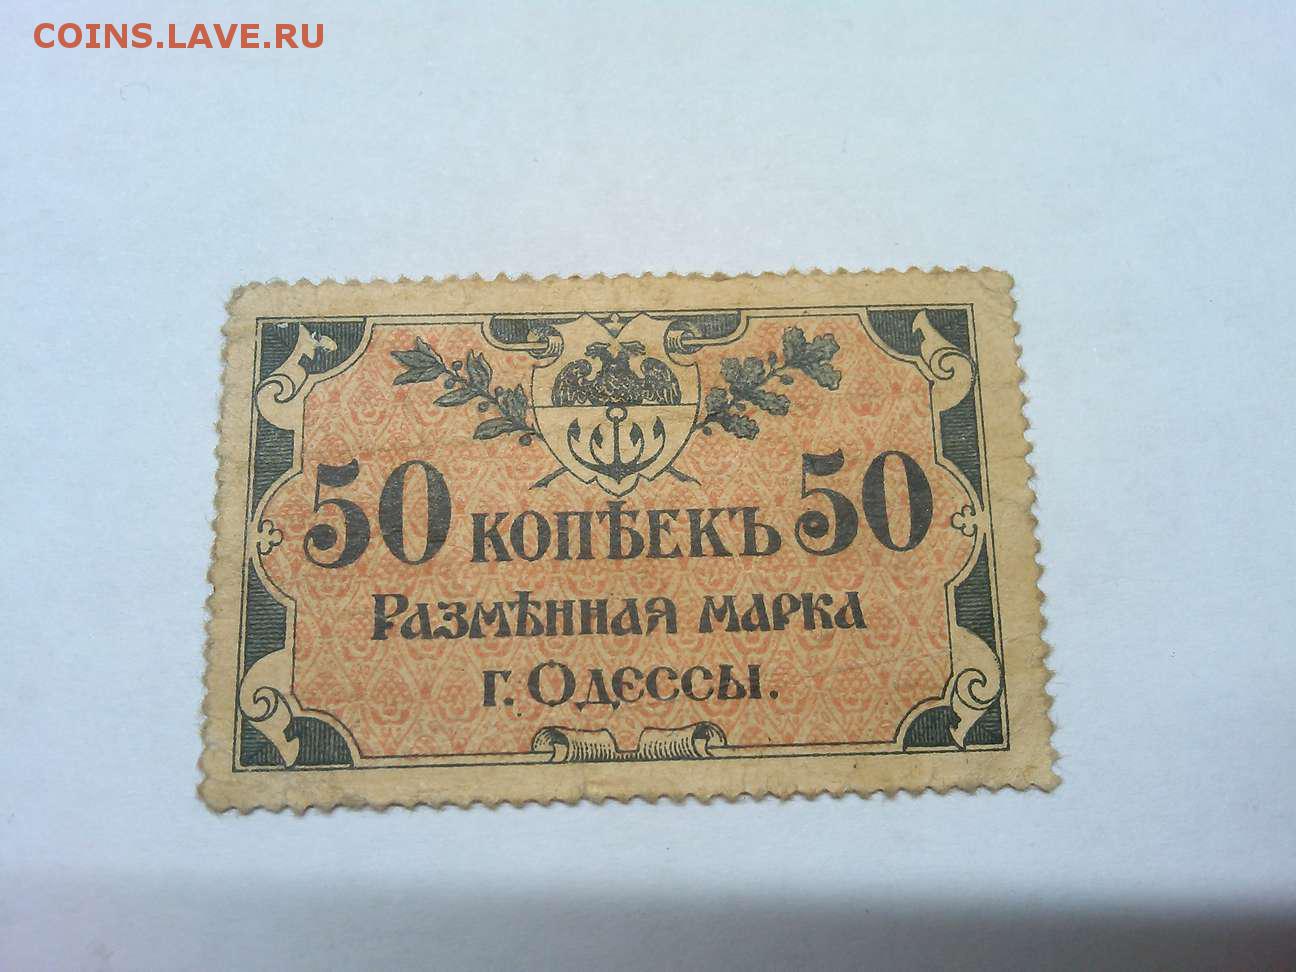 COINS.LAVE.RU
50 КОПѢЕКЪ 50
РАЗМѢННАЯ МАРКА
Г. ОДЕССЫ.